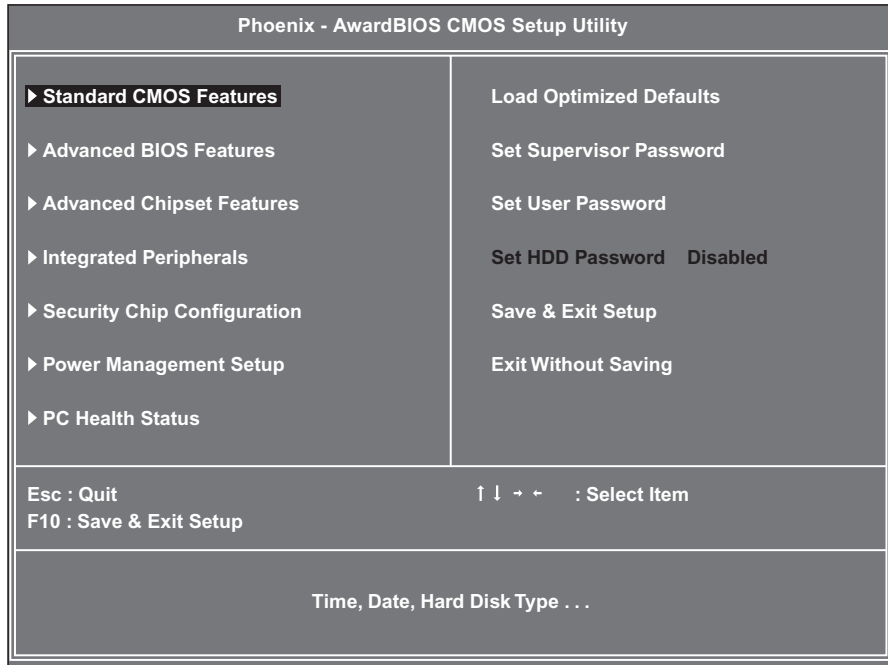 Phoenix - AwardBIOS CMOS Setup Utility
Standard CMOS Features
Advanced BIOS Features
Advanced Chipset Features
Integrated Peripherals
Security Chip Configuration
Power Management Setup
PC Health Status
Load Optimized Defaults
Set Supervisor Password
Set User Password
Set HDD Password Disabled
Save & Exit Setup
Exit Without Saving
Esc : Quit
F10 : Save & Exit Setup
↑ ↓ → ← : Select Item
Time, Date, Hard Disk Type . . .